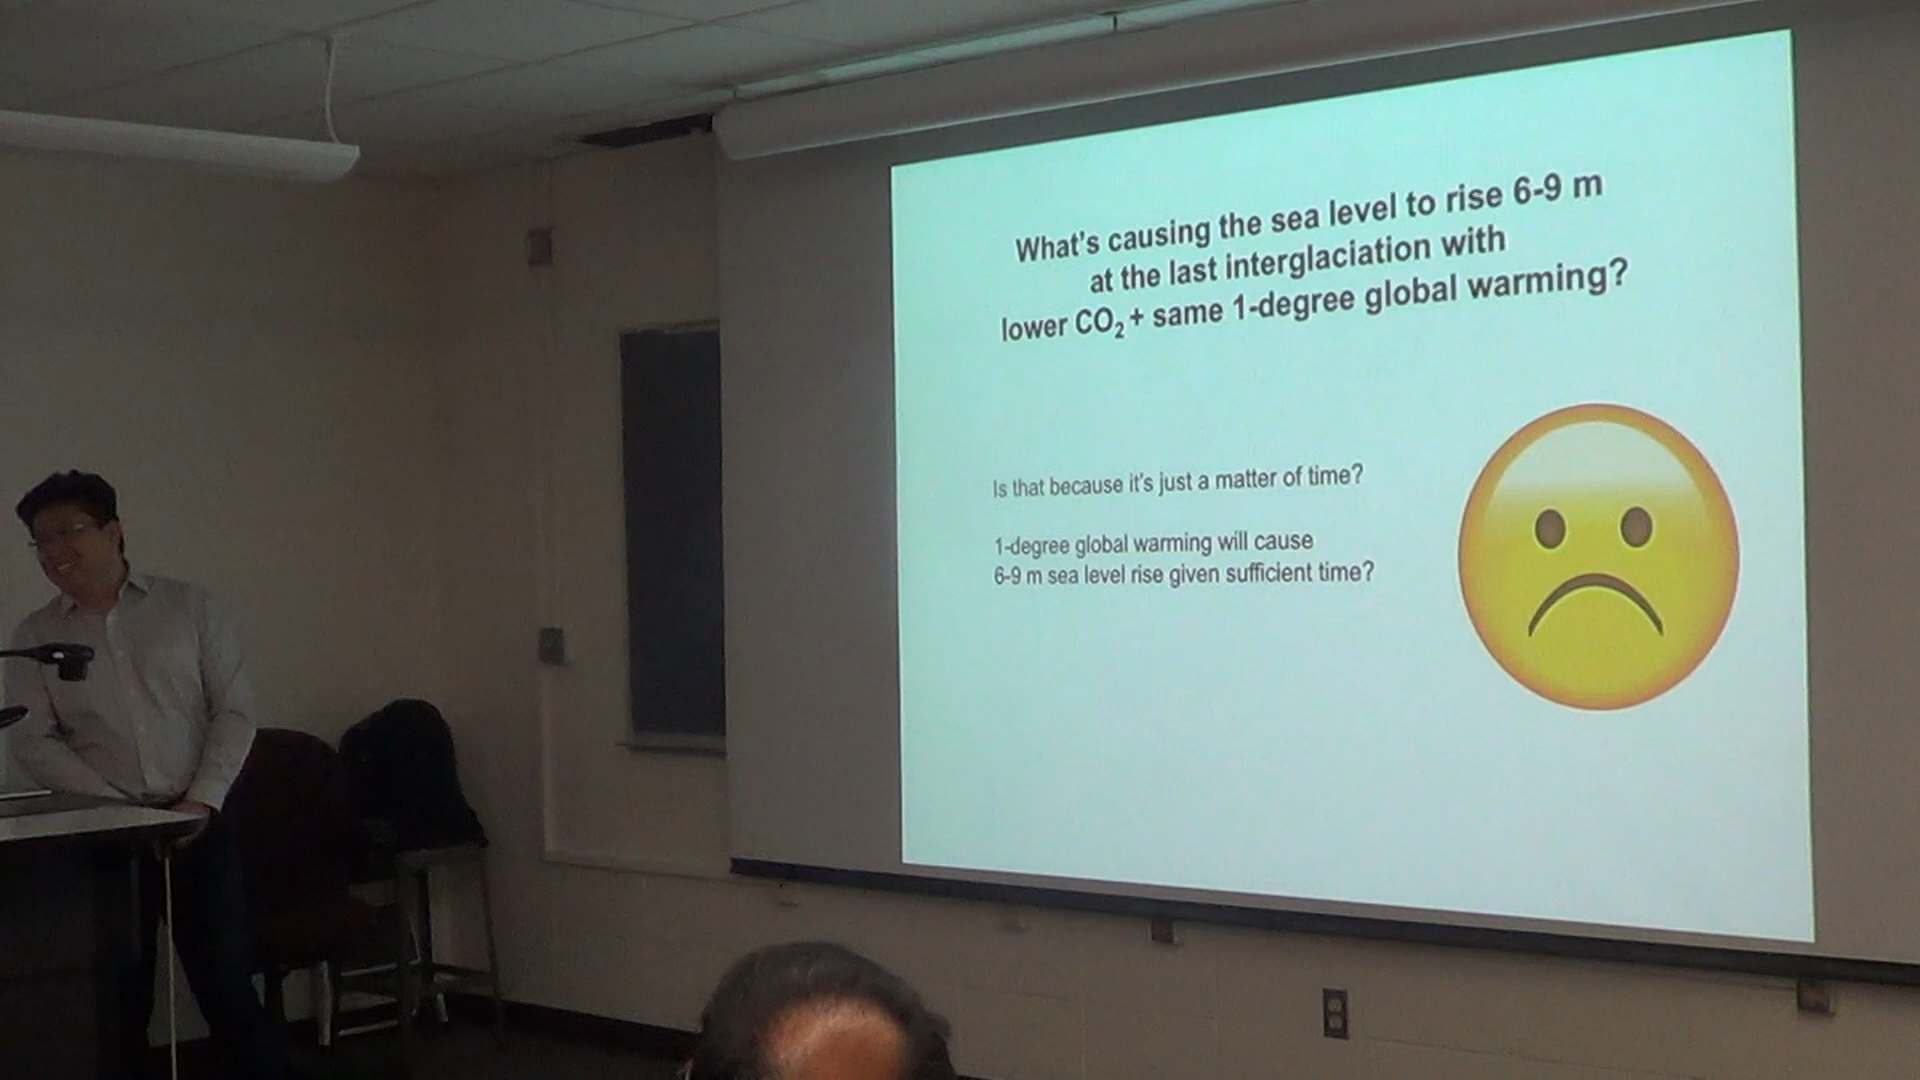 What's causing the sea level to rise 6-9 m
at the last interglaciation with
lower CO₂ + same 1-degree global warming?
Is that because it's just a matter of time?
1-degree global warming will cause
6-9 m sea level rise given sufficient time?